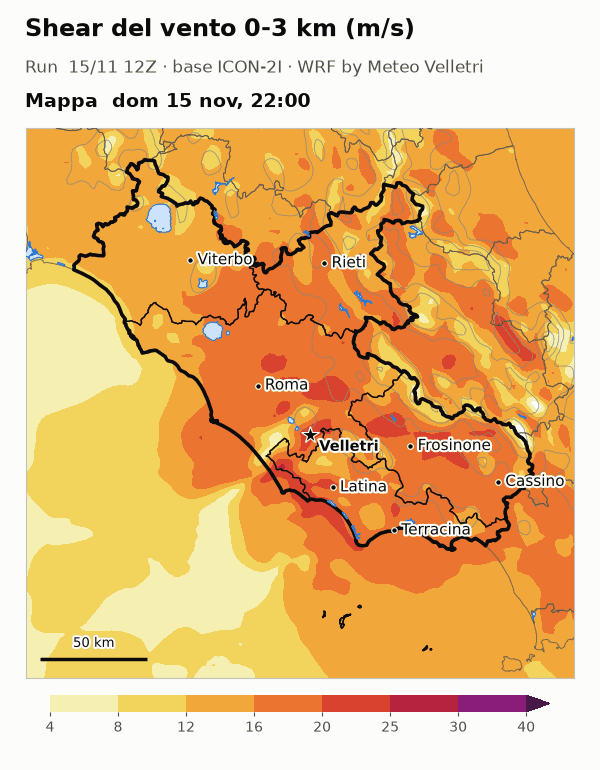 Shear del vento 0-3 km (m/s)
Run  15/11 12Z · base ICON-2I · WRF by Meteo Velletri
Mappa  dom 15 nov, 22:00
Viterbo
Rieti
Roma
Velletri
Frosinone
Latina
Cassino
Terracina
50 km
4 8 12 16 20 25 30 40